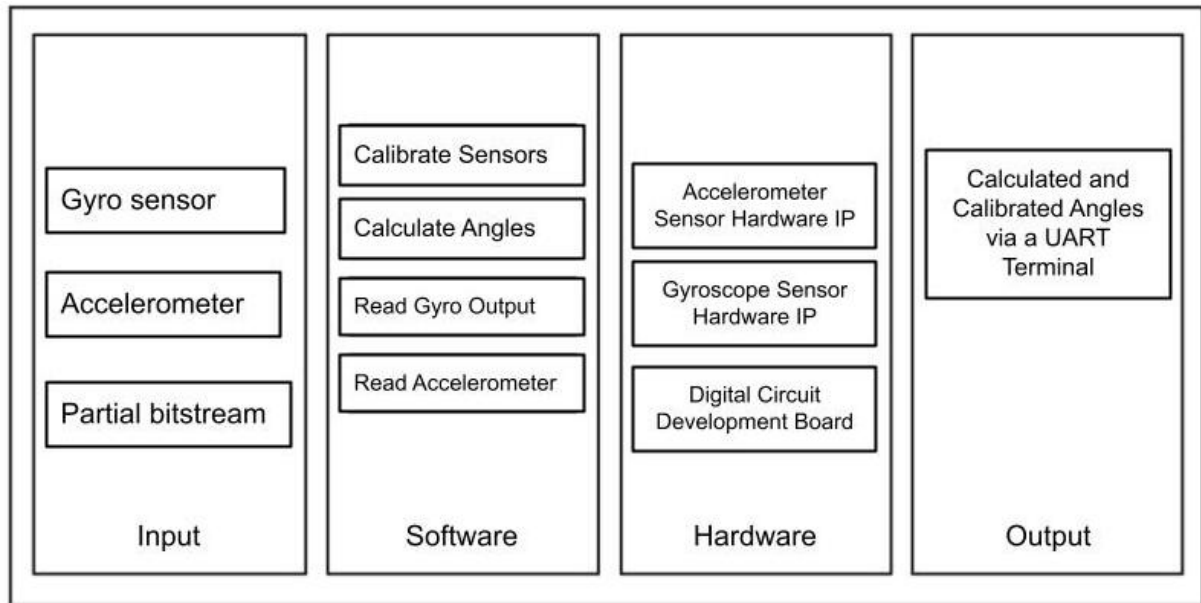 Gyro sensor
Accelerometer
Partial bitstream
Input
Calibrate Sensors
Calculate Angles
Read Gyro Output
Read Accelerometer
Software
Accelerometer
Sensor Hardware IP
Gyroscope Sensor
Hardware IP
Digital Circuit
Development Board
Hardware
Calculated and
Calibrated Angles
via a UART
Terminal
Output